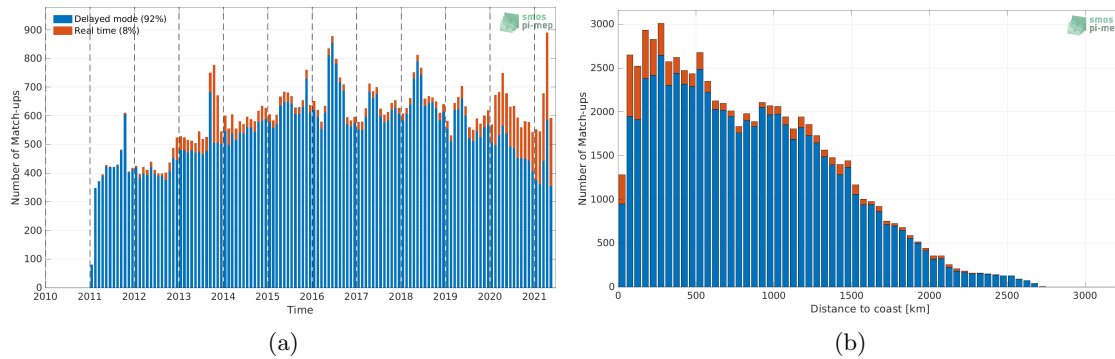 Delayed mode (92%)
Real time (8%)
smos
pi-mep
Number of Match-ups
900
800
700
600
500
400
300
200
100
0
2010 2011 2012 2013 2014 2015 2016 2017 2018 2019 2020 2021
Time
(a)
smos
pi-mep
Number of Match-ups
3000
2500
2000
1500
1000
500
0
0 500 1000 1500 2000 2500 3000
Distance to coast [km]
(b)